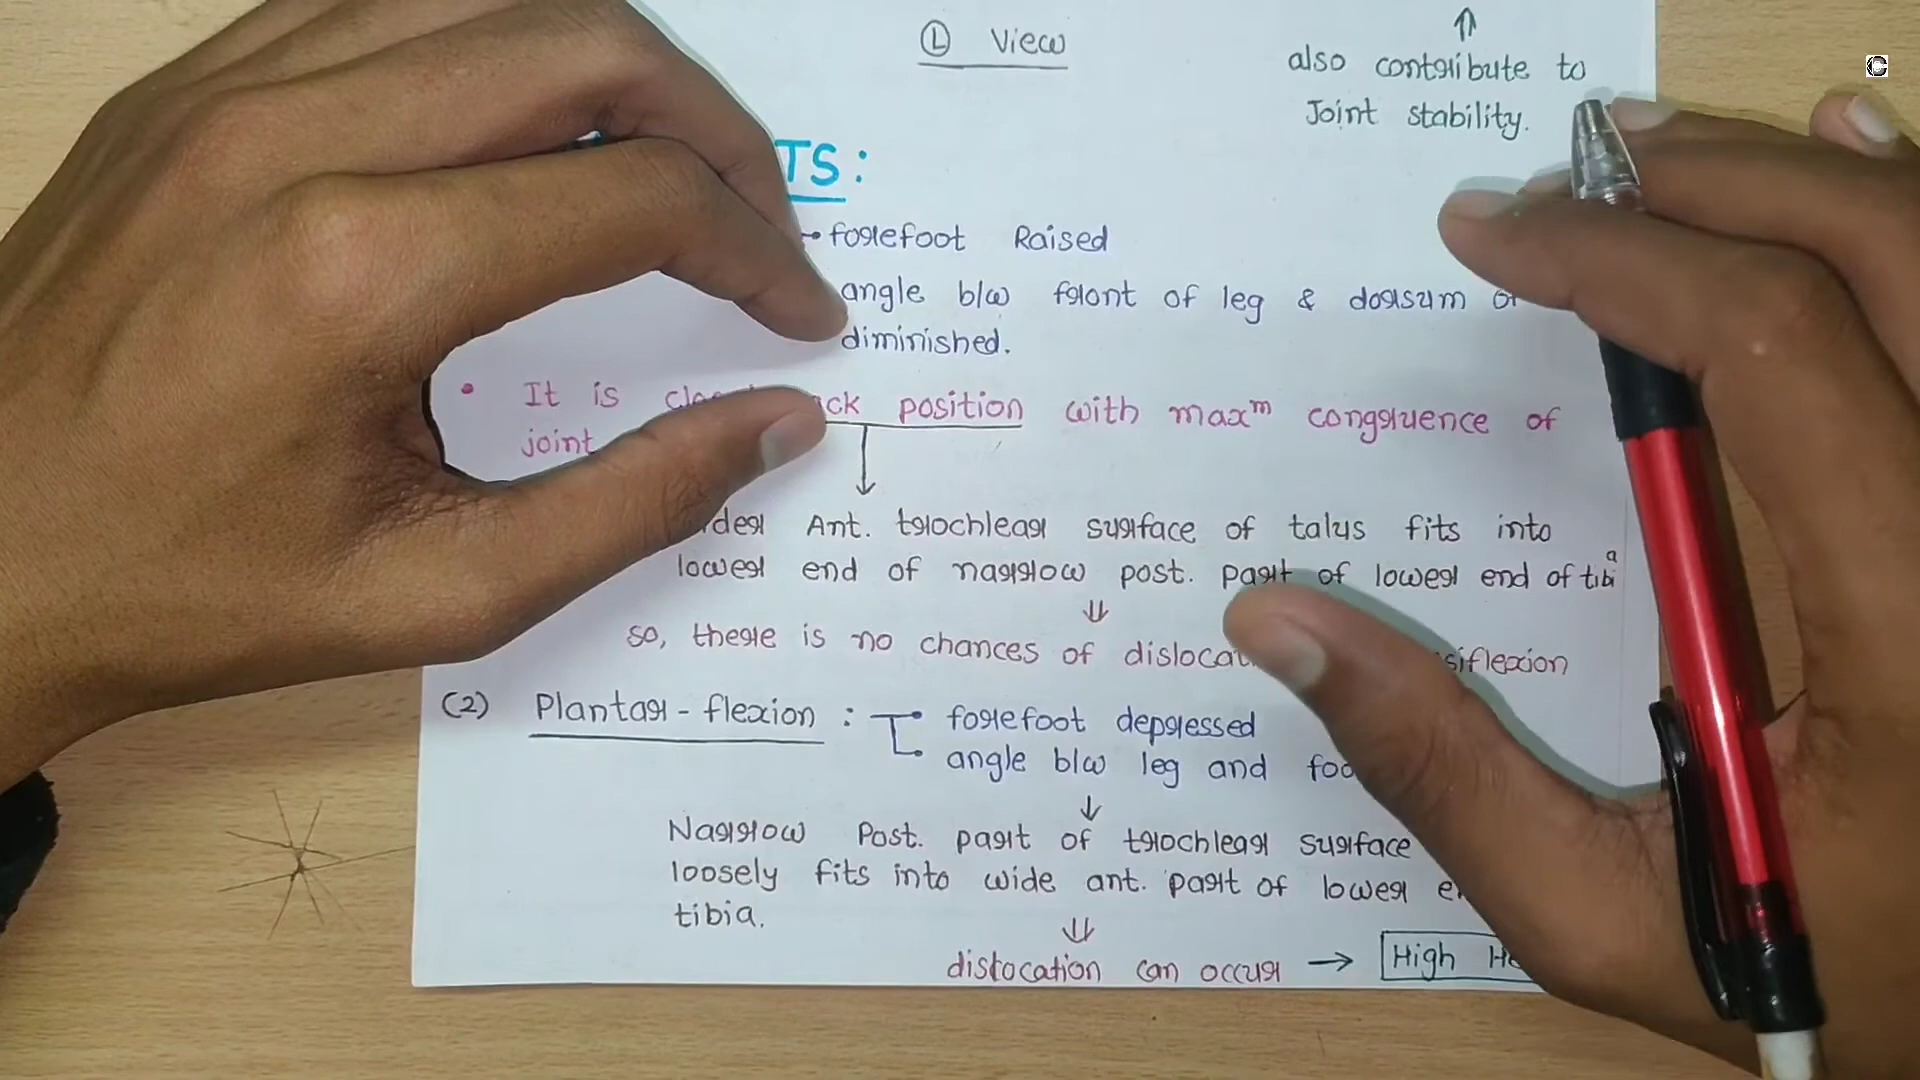 Ⓛ View
↑
also contribute to
Joint stability.
TS :
→ forefoot Raised
angle b/w front of leg & dorsum of
diminished.
• It is position with maxᵐ congruence of
joint
Ant. trochlear surface of talus fits into
lower end of narrow post. part of lower end of tibia
⇓
so, there is no chances of
(2) Plantar - flexion : forefoot depressed
angle b/w leg and
↓
Narrow Post. part of trochlear surface
loosely fits into wide ant. part of lower
tibia.
⇓
distocation can occur → High